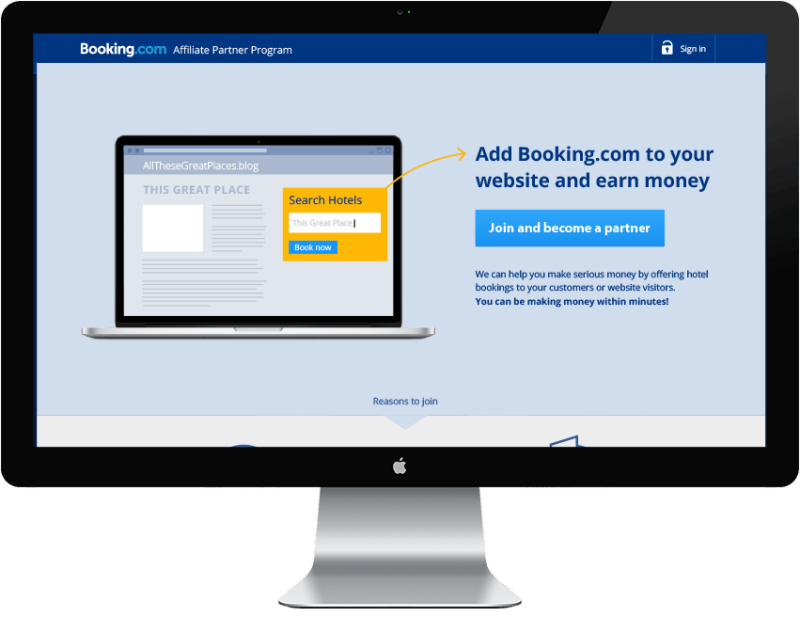 Booking.com Affiliate Partner Program
Sign in
AllTheseGreatPlaces.blog
THIS GREAT PLACE
Search Hotels
This Great Place
Book now
Add Booking.com to your
website and earn money
Join and become a partner
We can help you make serious money by offering hotel
bookings to your customers or website visitors.
You can be making money within minutes!
Reasons to join